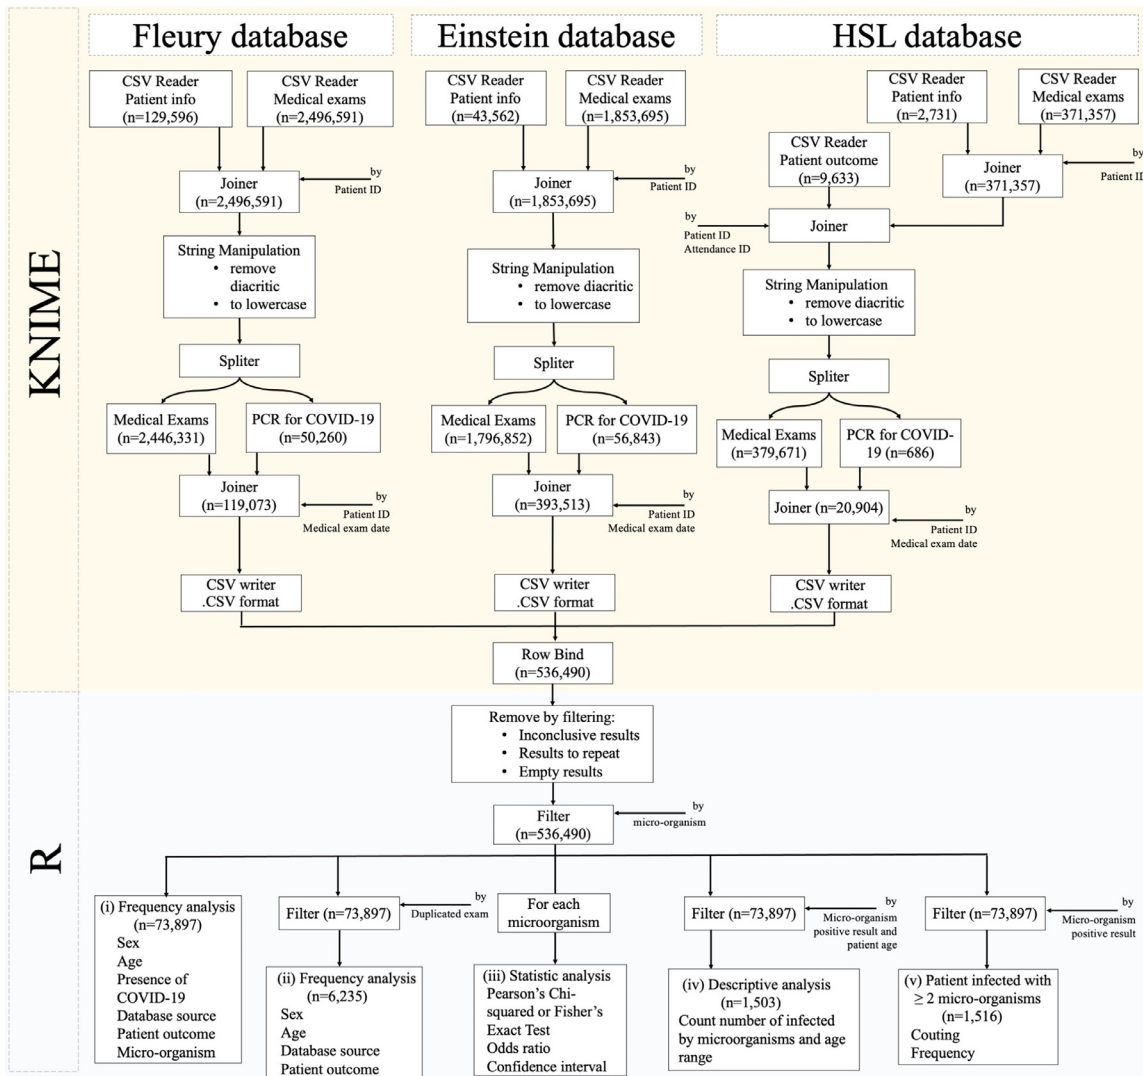 Fleury database
Einstein database
HSL database
KNIME
CSV Reader
Patient info
(n=129,596)
CSV Reader
Medical exams
(n=2,496,591)
Joiner
(n=2,496,591)
by
Patient ID
String Manipulation
• remove
diacritic
• to lowercase
Spliter
Medical Exams
(n=2,446,331)
PCR for COVID-19
(n=50,260)
Joiner
(n=119,073)
by
Patient ID
Medical exam date
CSV writer
.CSV format
CSV Reader
Patient info
(n=43,562)
CSV Reader
Medical exams
(n=1,853,695)
Joiner
(n=1,853,695)
by
Patient ID
String Manipulation
• remove diacritic
• to lowercase
Spliter
Medical Exams
(n=1,796,852)
PCR for COVID-19
(n=56,843)
Joiner
(n=393,513)
by
Patient ID
Medical exam date
CSV writer
.CSV format
CSV Reader
Patient info
(n=2,731)
CSV Reader
Medical exams
(n=371,357)
CSV Reader
Patient outcome
(n=9,633)
Joiner
(n=371,357)
by
Patient ID
by
Patient ID
Attendance ID
Joiner
String Manipulation
• remove diacritic
• to lowercase
Spliter
Medical Exams
(n=379,671)
PCR for COVID-
19 (n=686)
Joiner (n=20,904)
by
Patient ID
Medical exam date
CSV writer
.CSV format
Row Bind
(n=536,490)
R
Remove by filtering:
• Inconclusive results
• Results to repeat
• Empty results
Filter
(n=536,490)
by
micro-organism
(i) Frequency analysis
(n=73,897)
Sex
Age
Presence of
COVID-19
Database source
Patient outcome
Micro-organism
Filter (n=73,897)
by
Duplicated exam
(ii) Frequency analysis
(n=6,235)
Sex
Age
Database source
Patient outcome
For each
microorganism
(iii) Statistic analysis
Pearson's Chi-
squared or Fisher's
Exact Test
Odds ratio
Confidence interval
Filter (n=73,897)
by
Micro-organism
positive result and
patient age
(iv) Descriptive analysis
(n=1,503)
Count number of infected
by microorganisms and age
range
Filter (n=73,897)
by
Micro-organism
positive result
(v) Patient infected with
≥ 2 micro-organisms
(n=1,516)
Couting
Frequency